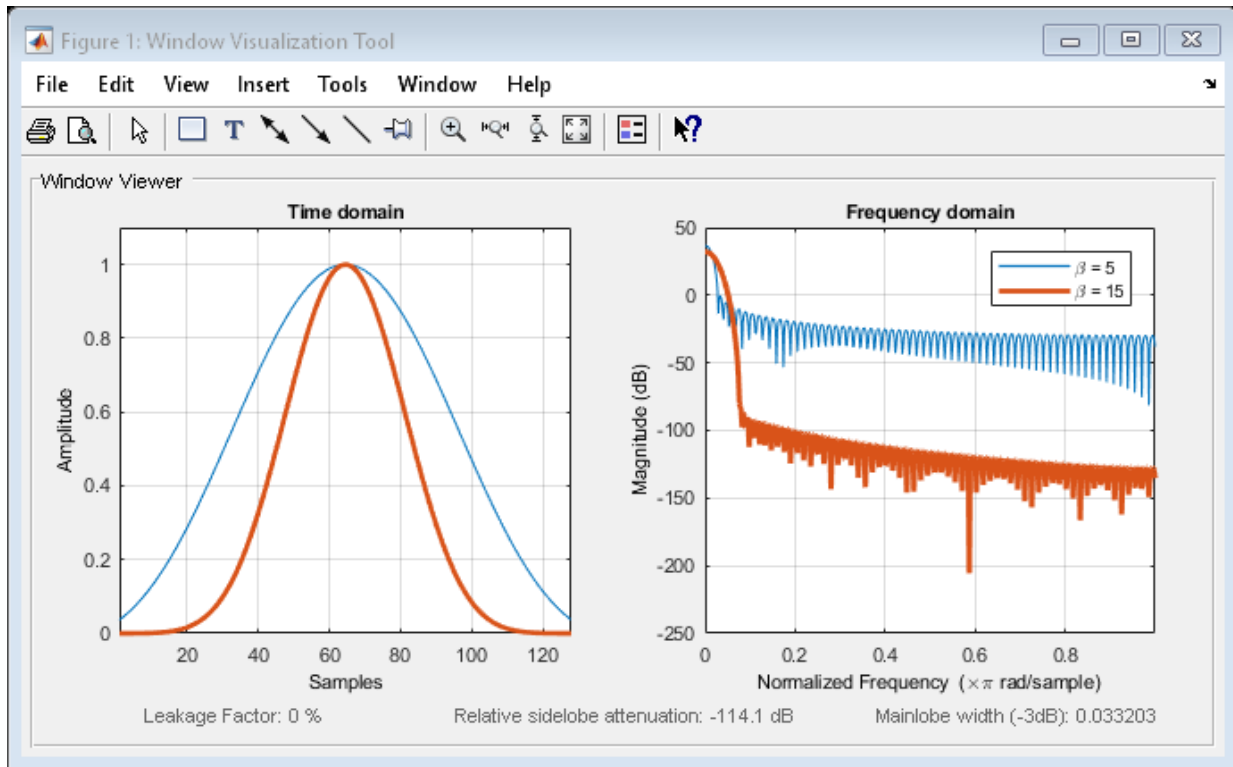 Figure 1: Window Visualization Tool
File Edit View Insert Tools Window Help
Window Viewer
Time domain
1
0.8
0.6
0.4
0.2
0
Amplitude
20 40 60 80 100 120
Samples
Frequency domain
50
0
-50
-100
-150
-200
-250
Magnitude (dB)
β = 5
β = 15
0 0.2 0.4 0.6 0.8
Normalized Frequency (×π rad/sample)
Leakage Factor: 0 % Relative sidelobe attenuation: -114.1 dB Mainlobe width (-3dB): 0.033203